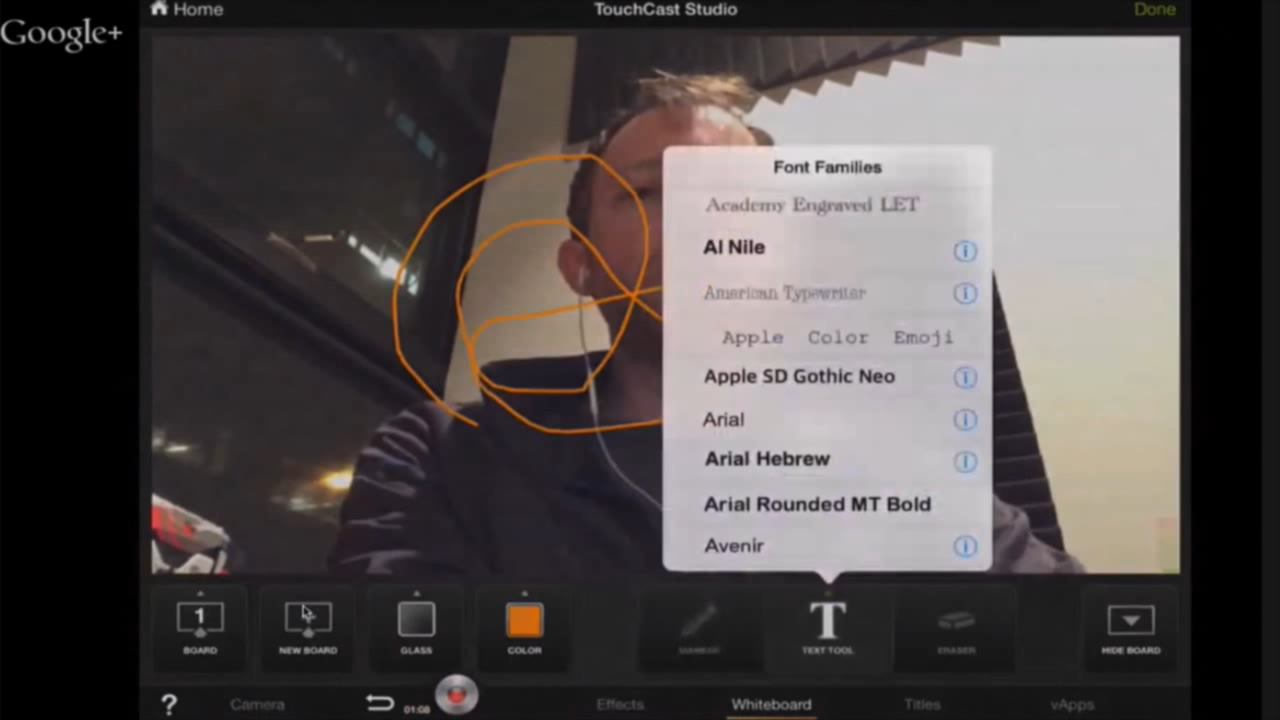 Home
TouchCast Studio
Done
Google+
Font Families
Academy Engraved LET
Al Nile
American Typewriter
Apple Color Emoji
Apple SD Gothic Neo
Arial
Arial Hebrew
Arial Rounded MT Bold
Avenir
1
T
BOARD
NEW BOARD
GLASS
COLOR
MARKER
TEXT TOOL
ERASER
HIDE BOARD
?
Camera
01:08
Effects
Whiteboard
Titles
vApps